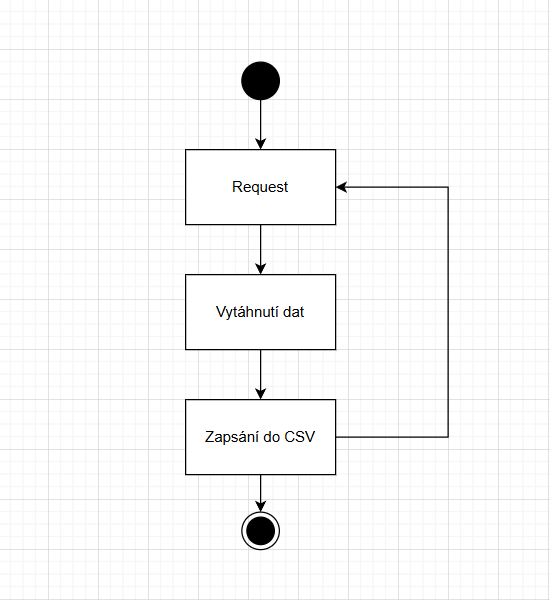 Request
Vytáhnutí dat
Zapsání do CSV